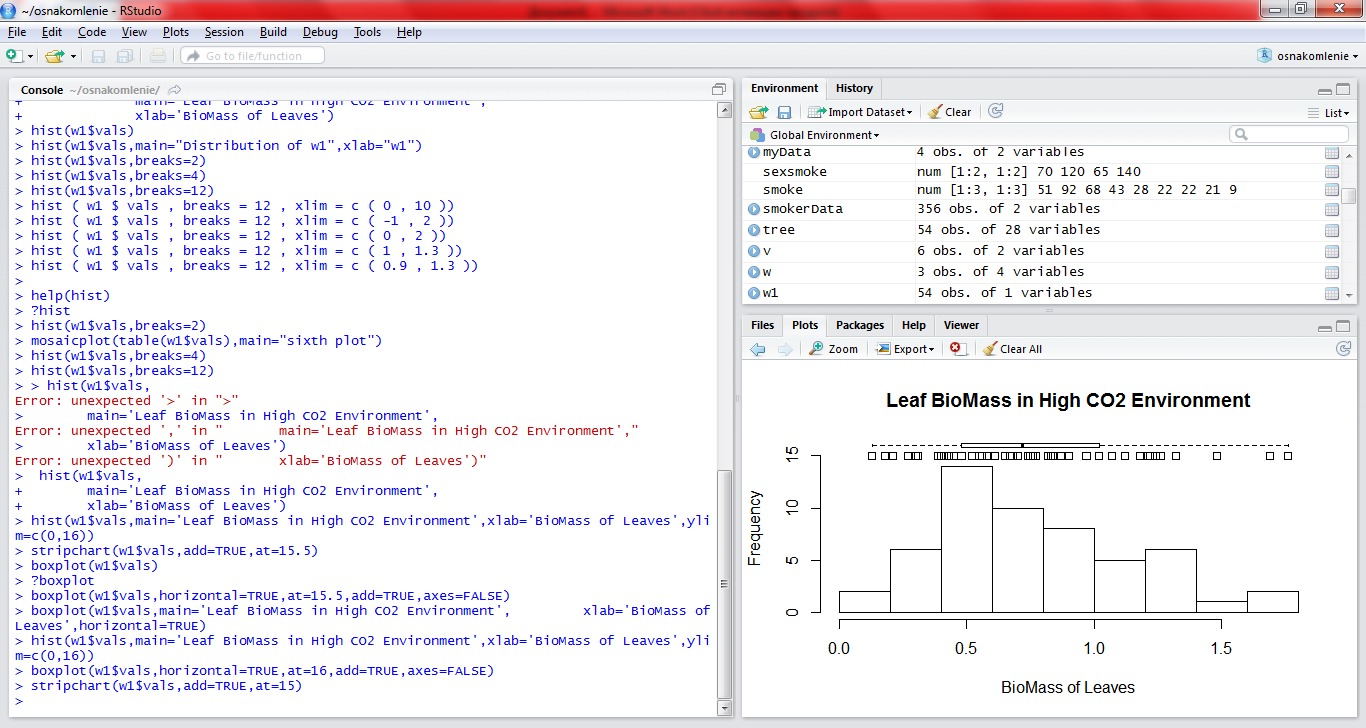 ~/osnakomlenie - RStudio
File Edit Code View Plots Session Build Debug Tools Help
Go to file/function
osnakomlenie
Console ~/osnakomlenie/
+ main='Leaf BioMass in High CO2 Environment',
+ xlab='BioMass of Leaves')
> hist(w1$vals)
> hist(w1$vals,main="Distribution of w1",xlab="w1")
> hist(w1$vals,breaks=2)
> hist(w1$vals,breaks=4)
> hist(w1$vals,breaks=12)
> hist ( w1 $ vals , breaks = 12 , xlim = c ( 0 , 10 ))
> hist ( w1 $ vals , breaks = 12 , xlim = c ( -1 , 2 ))
> hist ( w1 $ vals , breaks = 12 , xlim = c ( 0 , 2 ))
> hist ( w1 $ vals , breaks = 12 , xlim = c ( 1 , 1.3 ))
> hist ( w1 $ vals , breaks = 12 , xlim = c ( 0.9 , 1.3 ))
>
> help(hist)
> ?hist
> hist(w1$vals,breaks=2)
> mosaicplot(table(w1$vals),main="sixth plot")
> hist(w1$vals,breaks=4)
> hist(w1$vals,breaks=12)
> > hist(w1$vals,
Error: unexpected '>' in ">"
> main='Leaf BioMass in High CO2 Environment',
Error: unexpected ',' in " main='Leaf BioMass in High CO2 Environment',"
> xlab='BioMass of Leaves')
Error: unexpected ')' in " xlab='BioMass of Leaves')"
> hist(w1$vals,
+ main='Leaf BioMass in High CO2 Environment',
+ xlab='BioMass of Leaves')
> hist(w1$vals,main='Leaf BioMass in High CO2 Environment',xlab='BioMass of Leaves',yli
m=c(0,16))
> stripchart(w1$vals,add=TRUE,at=15.5)
> boxplot(w1$vals)
> ?boxplot
> boxplot(w1$vals,horizontal=TRUE,at=15.5,add=TRUE,axes=FALSE)
> boxplot(w1$vals,main='Leaf BioMass in High CO2 Environment', xlab='BioMass of
Leaves',horizontal=TRUE)
> hist(w1$vals,main='Leaf BioMass in High CO2 Environment',xlab='BioMass of Leaves',yli
m=c(0,16))
> boxplot(w1$vals,horizontal=TRUE,at=16,add=TRUE,axes=FALSE)
> stripchart(w1$vals,add=TRUE,at=15)
>
Environment History
Import Dataset Clear List
Global Environment
myData 4 obs. of 2 variables
sexsmoke num [1:2, 1:2] 70 120 65 140
smoke num [1:3, 1:3] 51 92 68 43 28 22 22 21 9
smokerData 356 obs. of 2 variables
tree 54 obs. of 28 variables
v 6 obs. of 2 variables
w 3 obs. of 4 variables
w1 54 obs. of 1 variables
Files Plots Packages Help Viewer
Zoom Export Clear All
Leaf BioMass in High CO2 Environment
Frequency
15
10
5
0
0.0 0.5 1.0 1.5
BioMass of Leaves